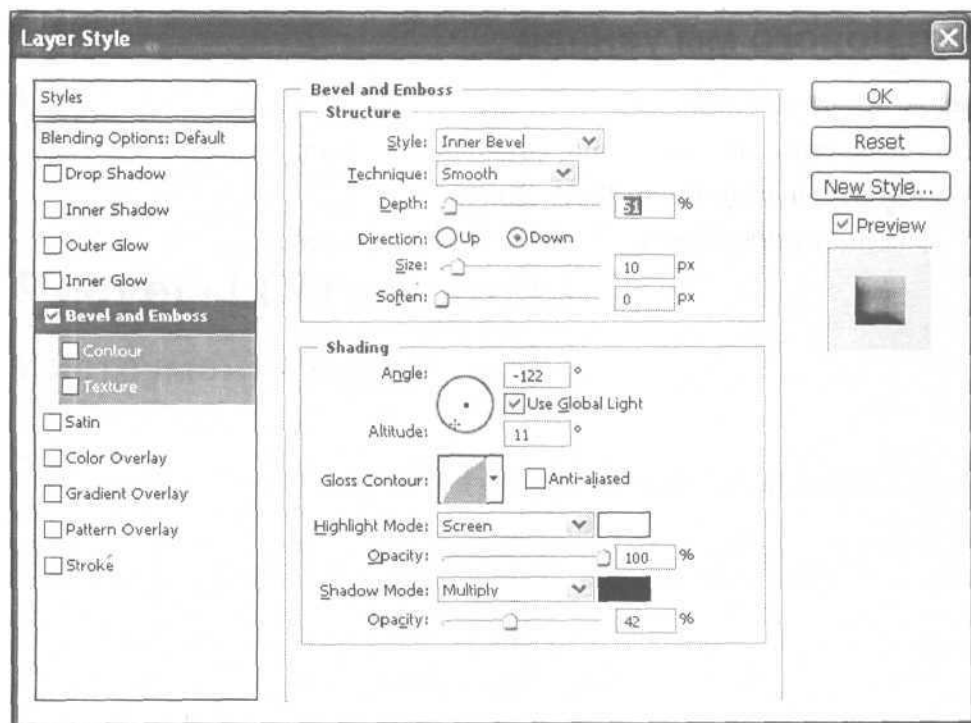 Layer Style
Styles
Blending Options: Default
Drop Shadow
Inner Shadow
Outer Glow
Inner Glow
Bevel and Emboss
Contour
Texture
Satin
Color Overlay
Gradient Overlay
Pattern Overlay
Stroke
Bevel and Emboss
Structure
Style: Inner Bevel
Technique: Smooth
Depth: 51 %
Direction: Up Down
Size: 10 px
Soften: 0 px
Shading
Angle: -122 °
Use Global Light
Altitude: 11 °
Gloss Contour: Anti-aliased
Highlight Mode: Screen
Opacity: 100 %
Shadow Mode: Multiply
Opacity: 42 %
OK
Reset
New Style...
Preview